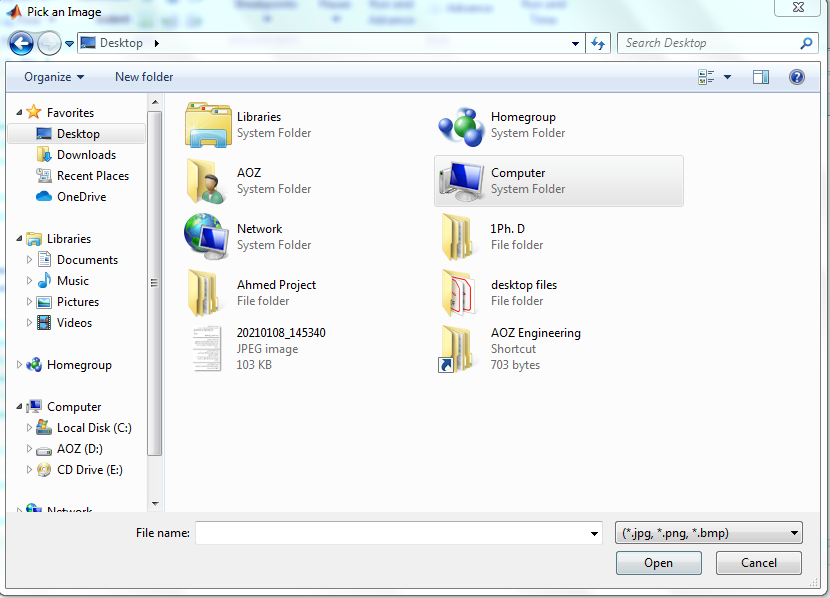 Pick an Image
Desktop
Search Desktop
Organize
New folder
Favorites
Desktop
Downloads
Recent Places
OneDrive
Libraries
Documents
Music
Pictures
Videos
Homegroup
Computer
Local Disk (C:)
AOZ (D:)
CD Drive (E:)
Network
Libraries
System Folder
Homegroup
System Folder
AOZ
System Folder
Computer
System Folder
Network
System Folder
1Ph. D
File folder
Ahmed Project
File folder
desktop files
File folder
20210108_145340
JPEG image
103 KB
AOZ Engineering
Shortcut
703 bytes
File name:
(*.jpg, *.png, *.bmp)
Open
Cancel